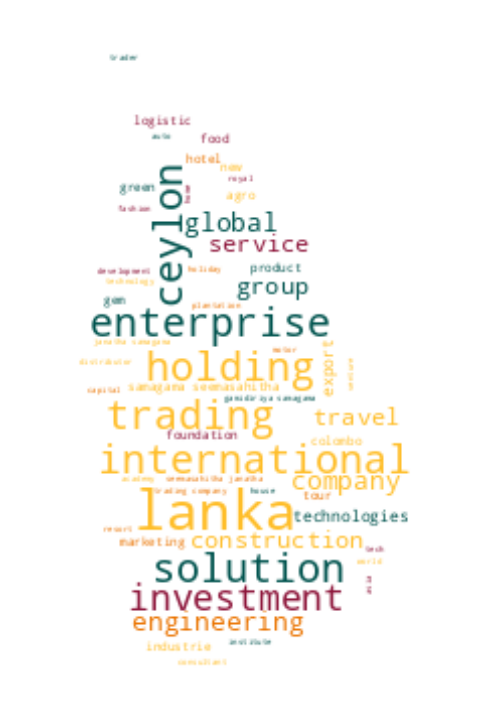 trader
logistic
auto
food
hotel
new
royal
green
home
agro
fashion
ceylon
global
service
development
holiday
product
technology
group
gem
plantation
enterprise
janatha samagama
motor
distributor
holding
export
capital
samagama seemasahitha
gamidiriya samagama
trading
travel
foundation
colombo
international
academy
seemasahitha janatha
company
trading company
house
tour
lanka
technologies
resort
marketing
construction
tech
world
solution
asia
investment
engineering
institute
industrie
consultant